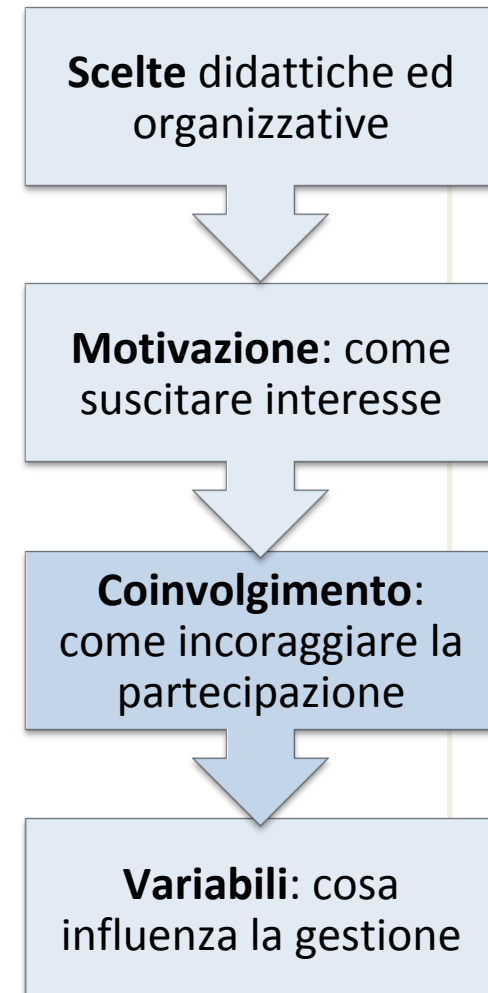 Scelte didattiche ed
organizzative
Motivazione: come
suscitare interesse
Coinvolgimento:
come incoraggiare la
partecipazione
Variabili: cosa
influenza la gestione